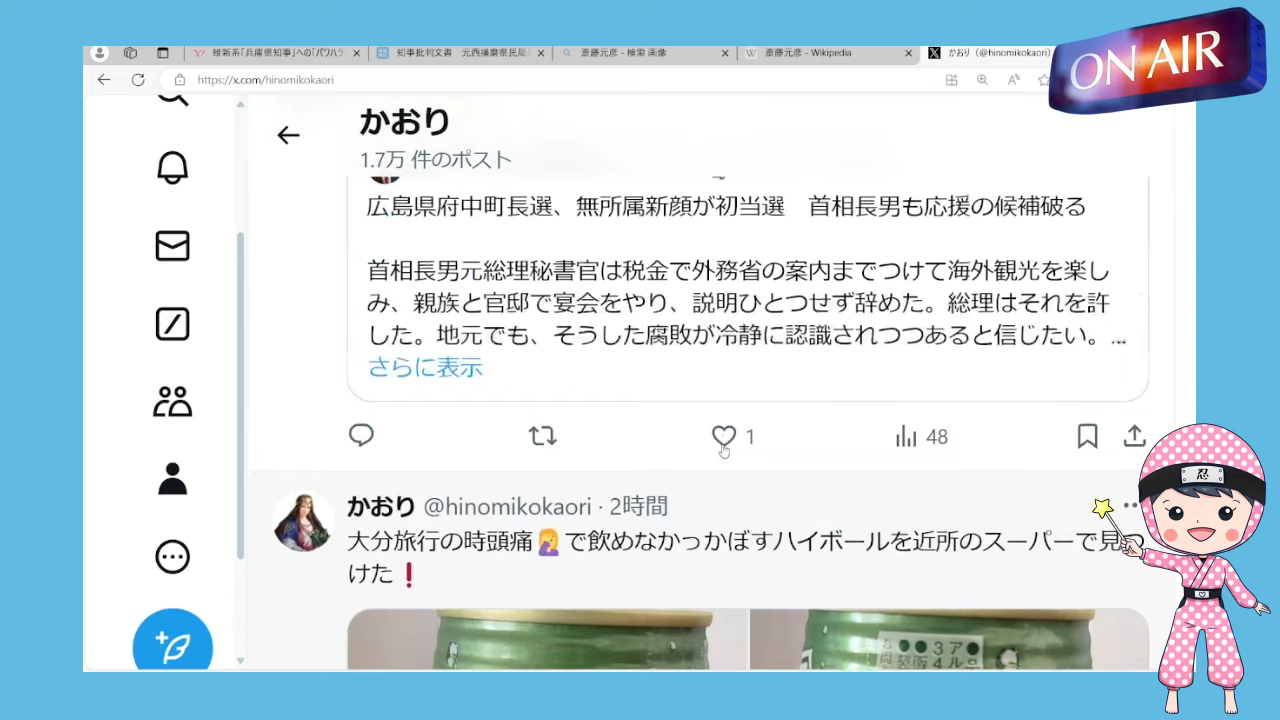 維新系「兵庫県知事」への「パワハラ
知事批判文書 元西播磨県民局
斎藤元彦 - 検索 画像
斎藤元彦 - Wikipedia
かおり (@hinomikokaori)
ON AIR
https://x.com/hinomikokaori
かおり
1.7万 件のポスト
広島県府中町長選、無所属新顔が初当選 首相長男も応援の候補破る
首相長男元総理秘書官は税金で外務省の案内までつけて海外観光を楽し
み、親族と官邸で宴会をやり、説明ひとつせず辞めた。総理はそれを許
した。地元でも、そうした腐敗が冷静に認識されつつあると信じたい。...
さらに表示
1
48
忍
かおり @hinomikokaori · 2時間
大分旅行の時頭痛🤦‍♀️で飲めなかっかぼすハイボールを近所のスーパーで見つ
けた❗